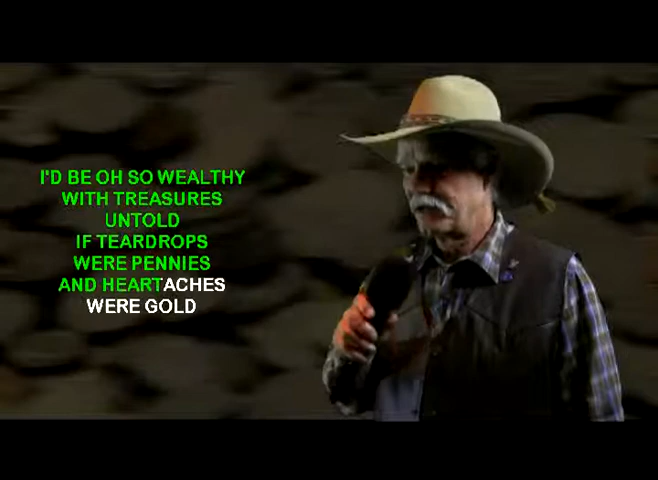 I'D BE OH SO WEALTHY
WITH TREASURES
UNTOLD
IF TEARDROPS
WERE PENNIES
AND HEARTACHES
WERE GOLD